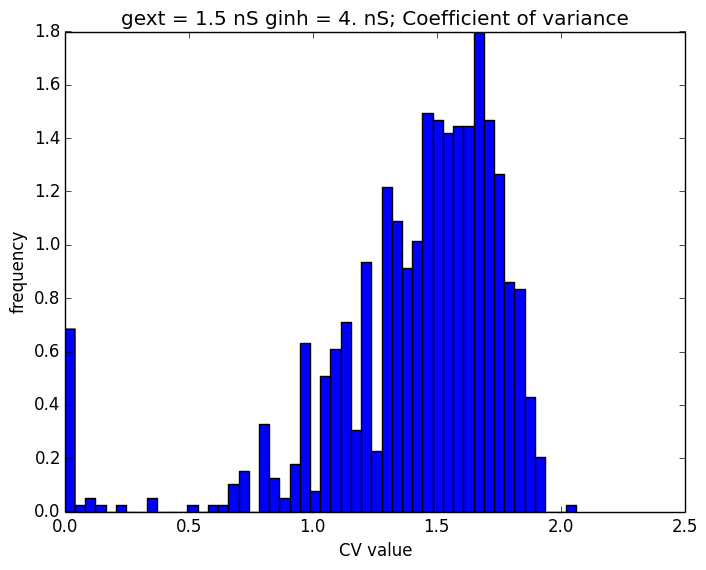 gext = 1.5 nS ginh = 4. nS; Coefficient of variance
1.8
1.6
1.4
1.2
1.0
0.8
0.6
0.4
0.2
0.0
frequency
0.0 0.5 1.0 1.5 2.0 2.5
CV value